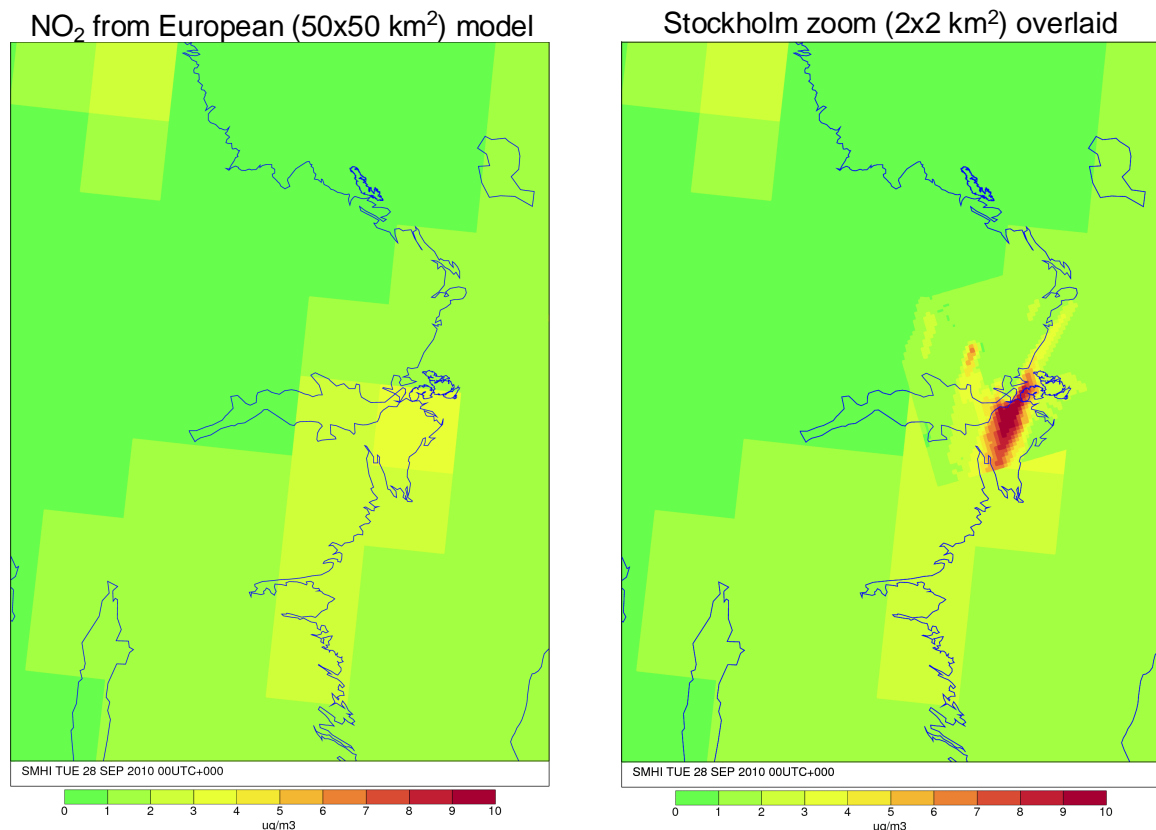 NO₂ from European (50x50 km²) model
Stockholm zoom (2x2 km²) overlaid
SMHI TUE 28 SEP 2010 00UTC+000
SMHI TUE 28 SEP 2010 00UTC+000
0 1 2 3 4 5 6 7 8 9 10
ug/m3
0 1 2 3 4 5 6 7 8 9 10
ug/m3